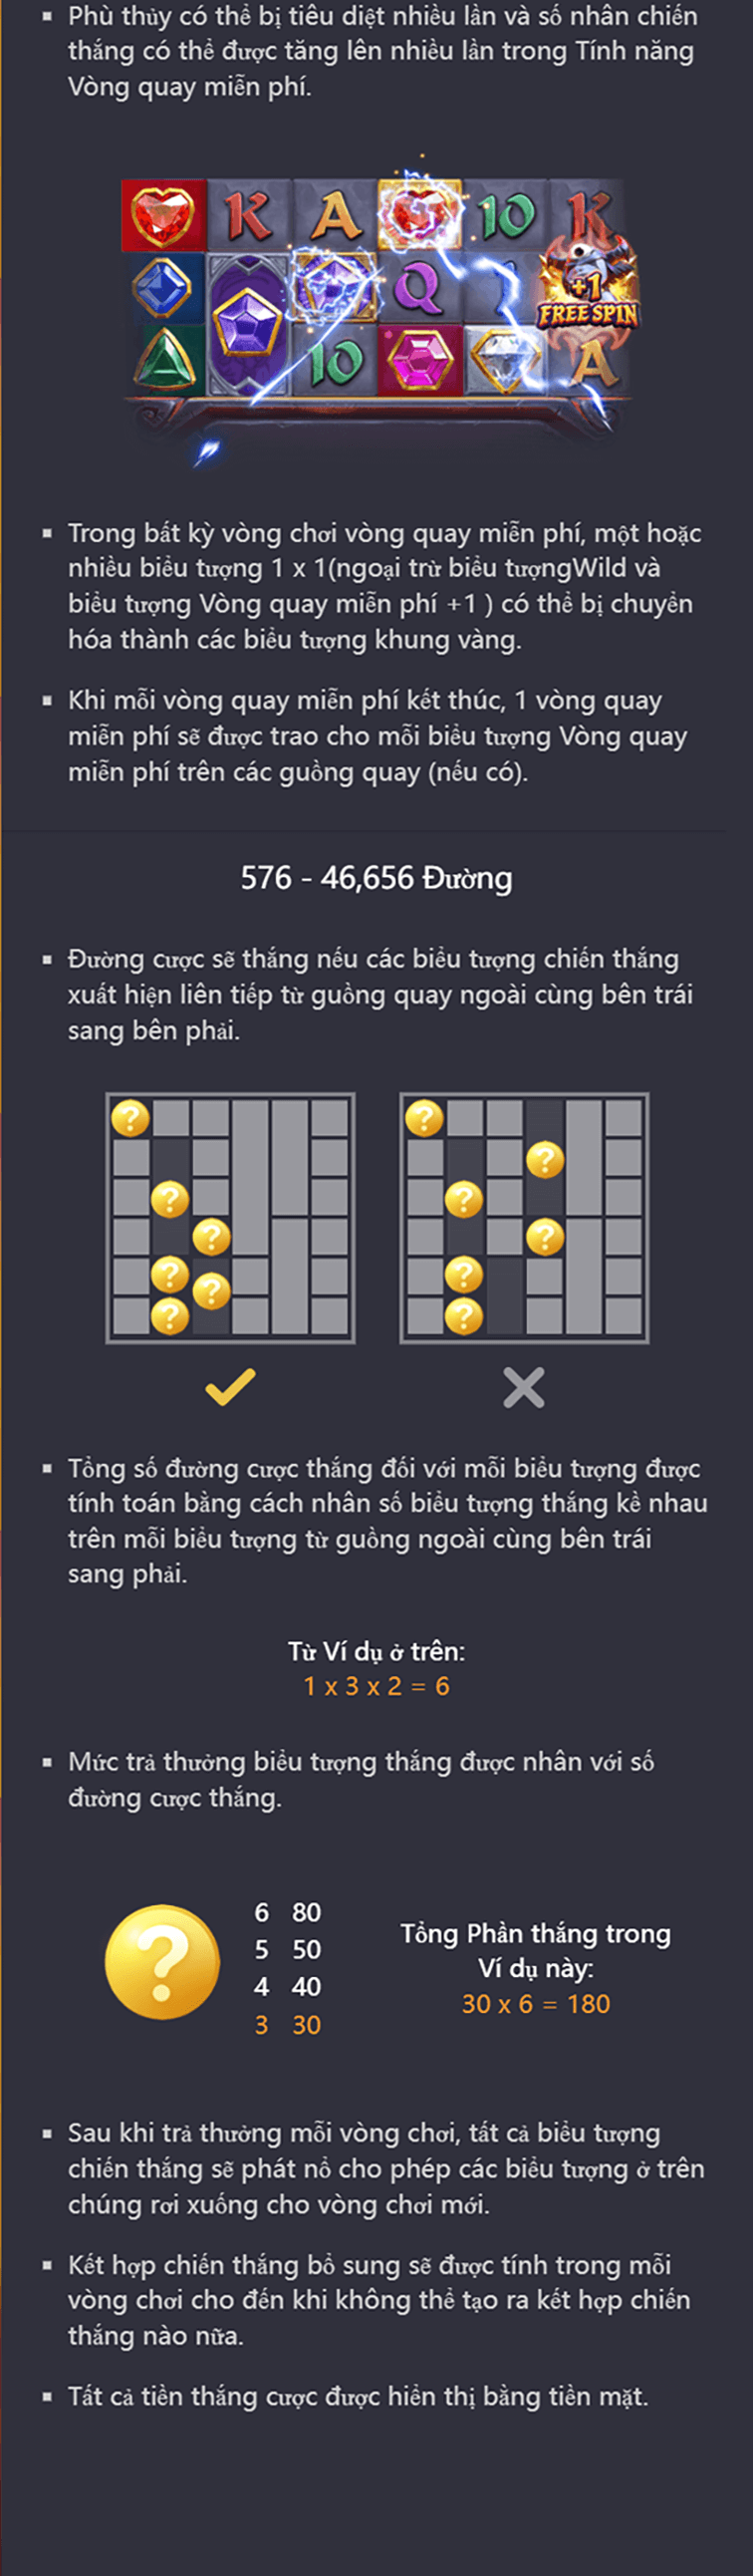 Phù thủy có thể bị tiêu diệt nhiều lần và số nhân chiến
thắng có thể được tăng lên nhiều lần trong Tính năng
Vòng quay miễn phí.
K A 10 K
Q +1
FREE SPIN
10 A
Trong bất kỳ vòng chơi vòng quay miễn phí, một hoặc
nhiều biểu tượng 1 x 1(ngoại trừ biểu tượngWild và
biểu tượng Vòng quay miễn phí +1 ) có thể bị chuyển
hóa thành các biểu tượng khung vàng.
Khi mỗi vòng quay miễn phí kết thúc, 1 vòng quay
miễn phí sẽ được trao cho mỗi biểu tượng Vòng quay
miễn phí trên các guồng quay (nếu có).
576 - 46,656 Đường
Đường cược sẽ thắng nếu các biểu tượng chiến thắng
xuất hiện liên tiếp từ guồng quay ngoài cùng bên trái
sang bên phải.
? ?
?
? ?
? ?
? ? ?
?
? ?
Tổng số đường cược thắng đối với mỗi biểu tượng được
tính toán bằng cách nhân số biểu tượng thắng kề nhau
trên mỗi biểu tượng từ guồng ngoài cùng bên trái
sang phải.
Từ Ví dụ ở trên:
1 x 3 x 2 = 6
Mức trả thưởng biểu tượng thắng được nhân với số
đường cược thắng.
?
6 80
5 50
4 40
3 30
Tổng Phần thắng trong
Ví dụ này:
30 x 6 = 180
Sau khi trả thưởng mỗi vòng chơi, tất cả biểu tượng
chiến thắng sẽ phát nổ cho phép các biểu tượng ở trên
chúng rơi xuống cho vòng chơi mới.
Kết hợp chiến thắng bổ sung sẽ được tính trong mỗi
vòng chơi cho đến khi không thể tạo ra kết hợp chiến
thắng nào nữa.
Tất cả tiền thắng cược được hiển thị bằng tiền mặt.